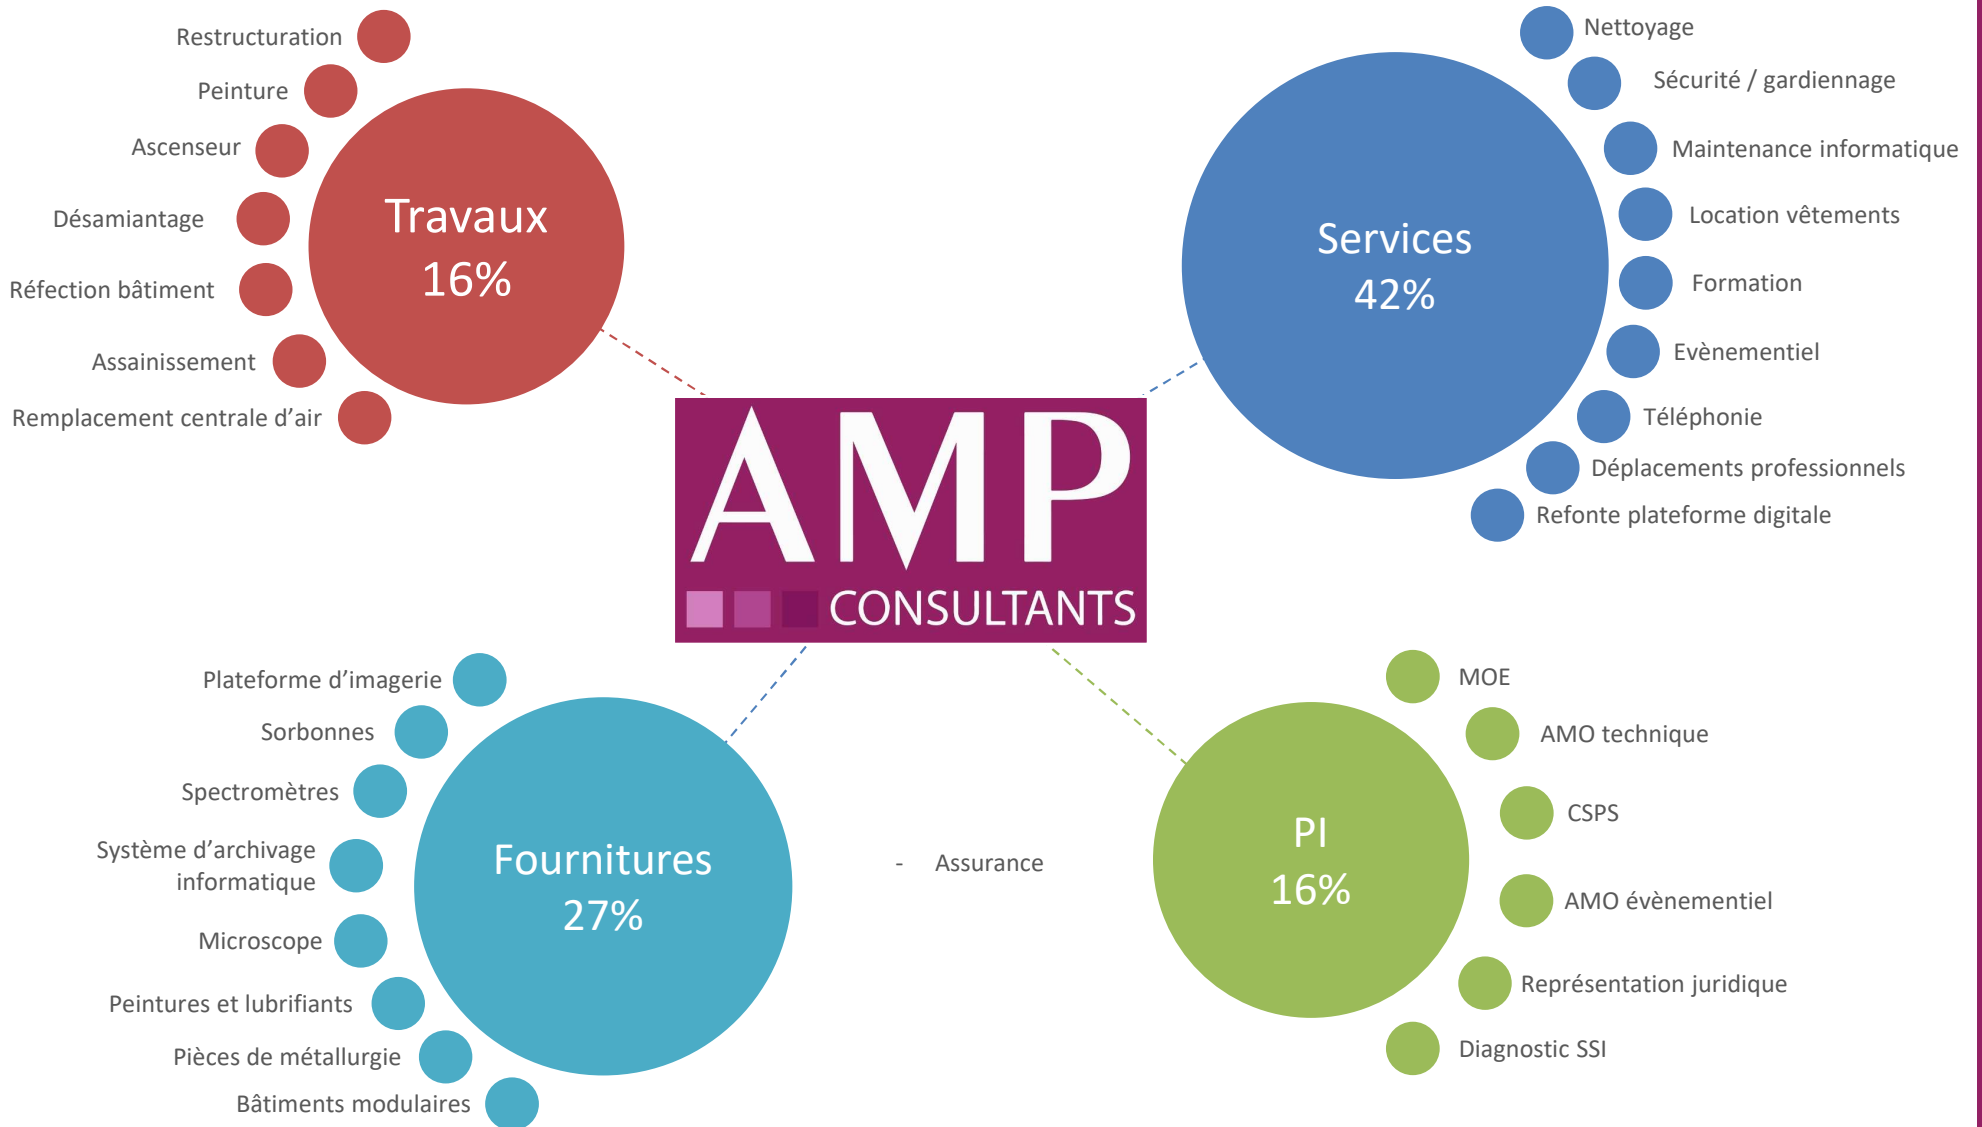 Restructuration
Peinture
Ascenseur
Désamiantage
Réfection bâtiment
Assainissement
Remplacement centrale d’air
Travaux
16%
Services
42%
Nettoyage
Sécurité / gardiennage
Maintenance informatique
Location vêtements
Formation
Evènementiel
Téléphonie
Déplacements professionnels
Refonte plateforme digitale
AMP
CONSULTANTS
Plateforme d’imagerie
Sorbonnes
Spectromètres
Système d’archivage
informatique
Microscope
Peintures et lubrifiants
Pièces de métallurgie
Bâtiments modulaires
Fournitures
27%
- Assurance
PI
16%
MOE
AMO technique
CSPS
AMO évènementiel
Représentation juridique
Diagnostic SSI